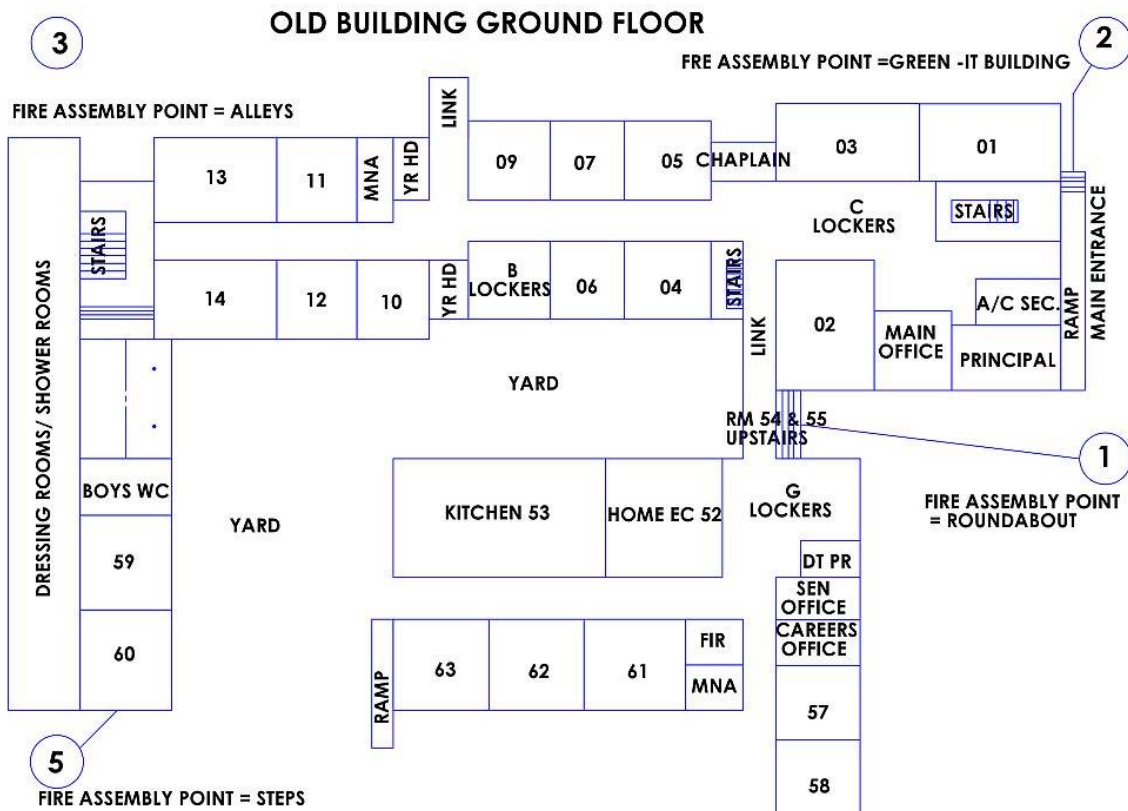 OLD BUILDING GROUND FLOOR
3
2
FRE ASSEMBLY POINT =GREEN -IT BUILDING
FIRE ASSEMBLY POINT = ALLEYS
LINK
13
11
MNA
YR HD
09
07
05
CHAPLAIN
03
01
STAIRS
C
LOCKERS
STAIRS
MAIN ENTRANCE
RAMP
DRESSING ROOMS/ SHOWER ROOMS
14
12
10
YR HD
B
LOCKERS
06
04
STAIRS
LINK
02
A/C SEC.
MAIN
OFFICE
PRINCIPAL
YARD
RM 54 & 55
UPSTAIRS
1
FIRE ASSEMBLY POINT
= ROUNDABOUT
BOYS WC
YARD
KITCHEN 53
HOME EC 52
G
LOCKERS
59
DT PR
SEN
OFFICE
CAREERS
OFFICE
60
RAMP
63
62
61
FIR
MNA
57
58
5
FIRE ASSEMBLY POINT = STEPS